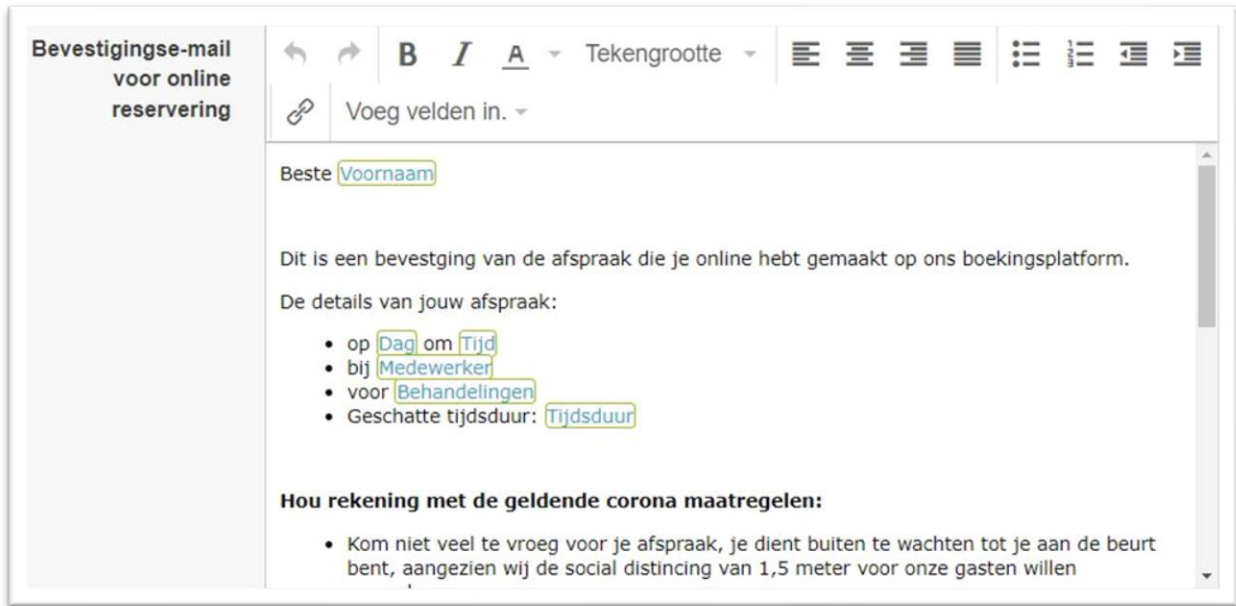 Bevestigingse-mail
voor online
reservering
B I A Tekengrootte
Voeg velden in.
Beste Voornaam
Dit is een bevestging van de afspraak die je online hebt gemaakt op ons boekingsplatform.
De details van jouw afspraak:
• op Dag om Tijd
• bij Medewerker
• voor Behandelingen
• Geschatte tijdsduur: Tijdsduur
Hou rekening met de geldende corona maatregelen:
• Kom niet veel te vroeg voor je afspraak, je dient buiten te wachten tot je aan de beurt
bent, aangezien wij de social distancing van 1,5 meter voor onze gasten willen